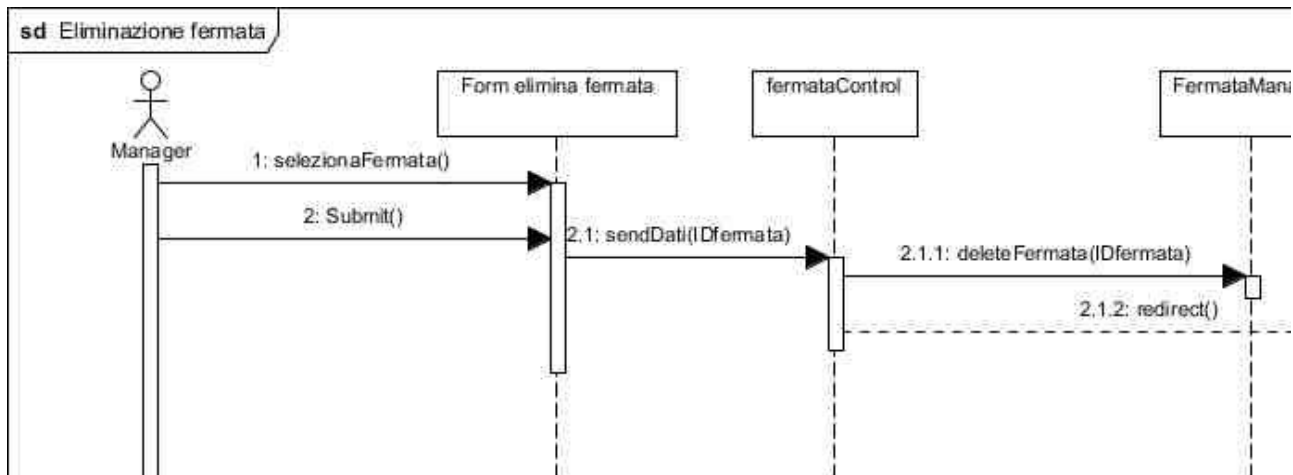 sd Eliminazione fermata
Form elimina fermata
fermataControl
FermataMana
Manager
1: selezionaFermata()
2: Submit()
2.1: sendDati(IDfermata)
2.1.1: deleteFermata(IDfermata)
2.1.2: redirect()